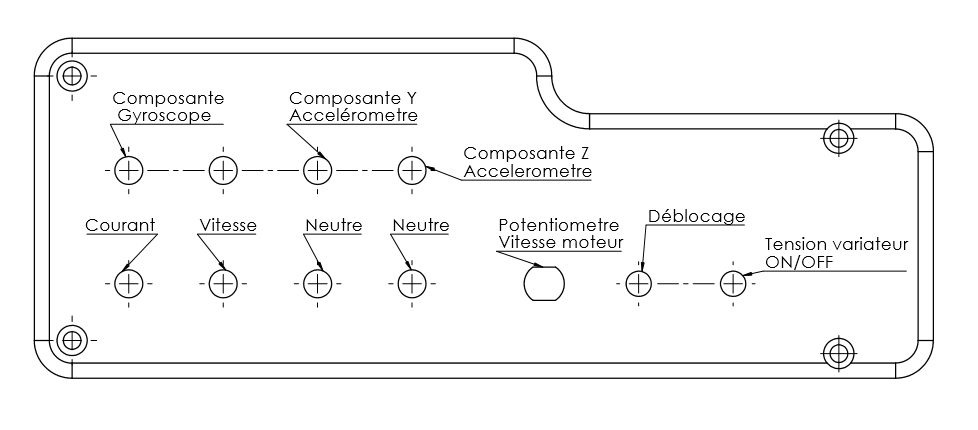 Composante
Gyroscope
Composante Y
Accelérometre
Composante Z
Accelerometre
Courant
Vitesse
Neutre
Neutre
Potentiometre
Vitesse moteur
Déblocage
Tension variateur
ON/OFF